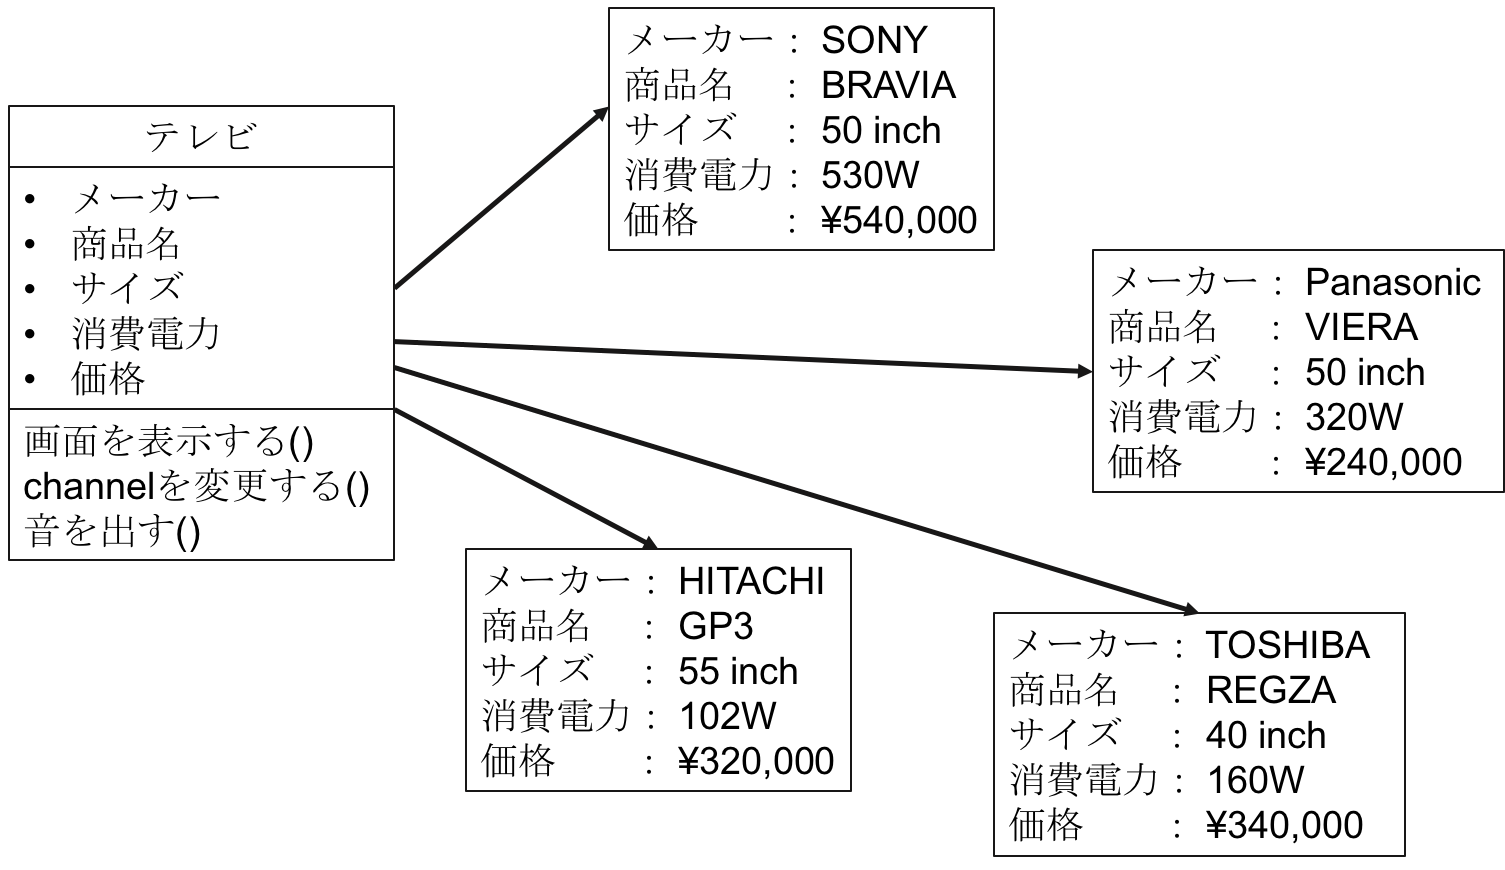 テレビ
• メーカー
• 商品名
• サイズ
• 消費電力
• 価格
画面を表示する()
channelを変更する()
音を出す()
メーカー : SONY
商品名 : BRAVIA
サイズ : 50 inch
消費電力 : 530W
価格 : ¥540,000
メーカー : Panasonic
商品名 : VIERA
サイズ : 50 inch
消費電力 : 320W
価格 : ¥240,000
メーカー : HITACHI
商品名 : GP3
サイズ : 55 inch
消費電力 : 102W
価格 : ¥320,000
メーカー : TOSHIBA
商品名 : REGZA
サイズ : 40 inch
消費電力 : 160W
価格 : ¥340,000